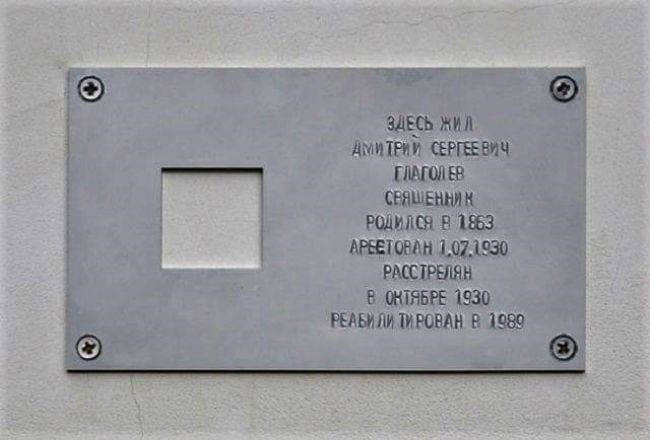 ЗДЕСЬ ЖИЛ
ДМИТРИЙ СЕРГЕЕВИЧ
ГЛАГОЛЕВ
СВЯЩЕННИК
РОДИЛСЯ В 1863
АРЕСТОВАН 1.07.1930
РАССТРЕЛЯН
В ОКТЯБРЕ 1930
РЕАБИЛИТИРОВАН В 1989